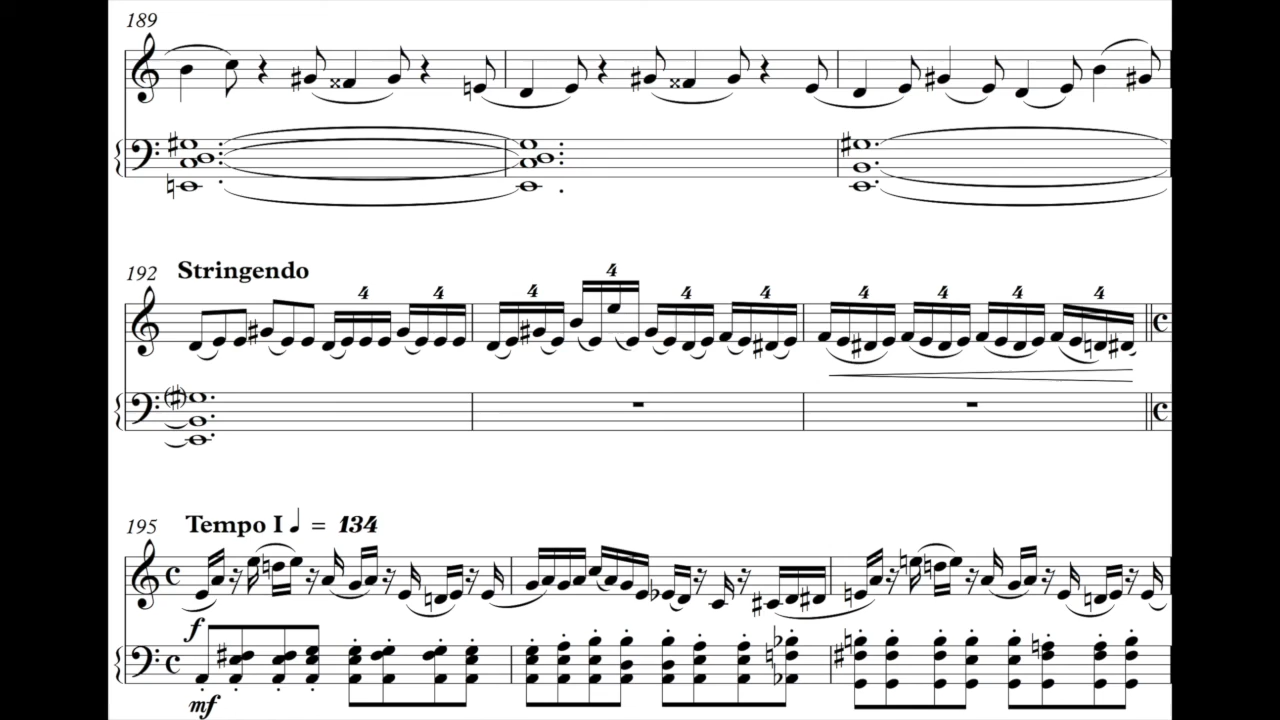 189
192 Stringendo
4 4 4 4 4 4 4 4 4 4
195 Tempo I ♩ = 134
f
mf